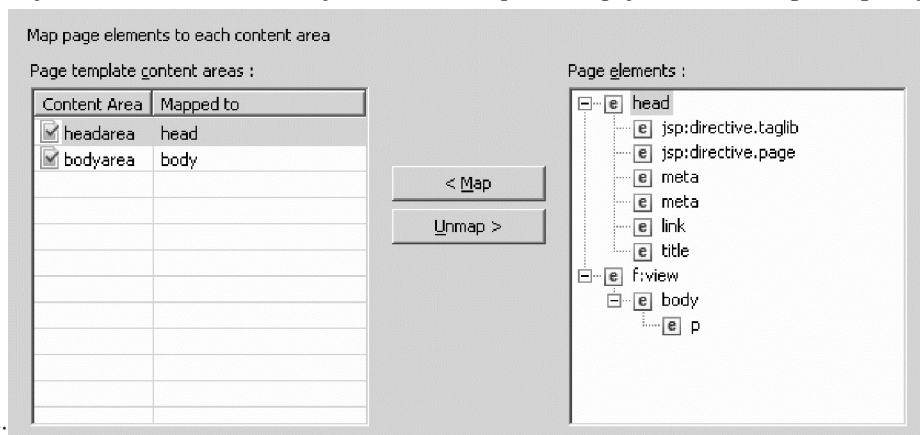 Map page elements to each content area
Page template content areas :
Content Area Mapped to
headarea head
bodyarea body
< Map
Unmap >
Page elements :
e head
e jsp:directive.taglib
e jsp:directive.page
e meta
e meta
e link
e title
e f:view
e body
e p